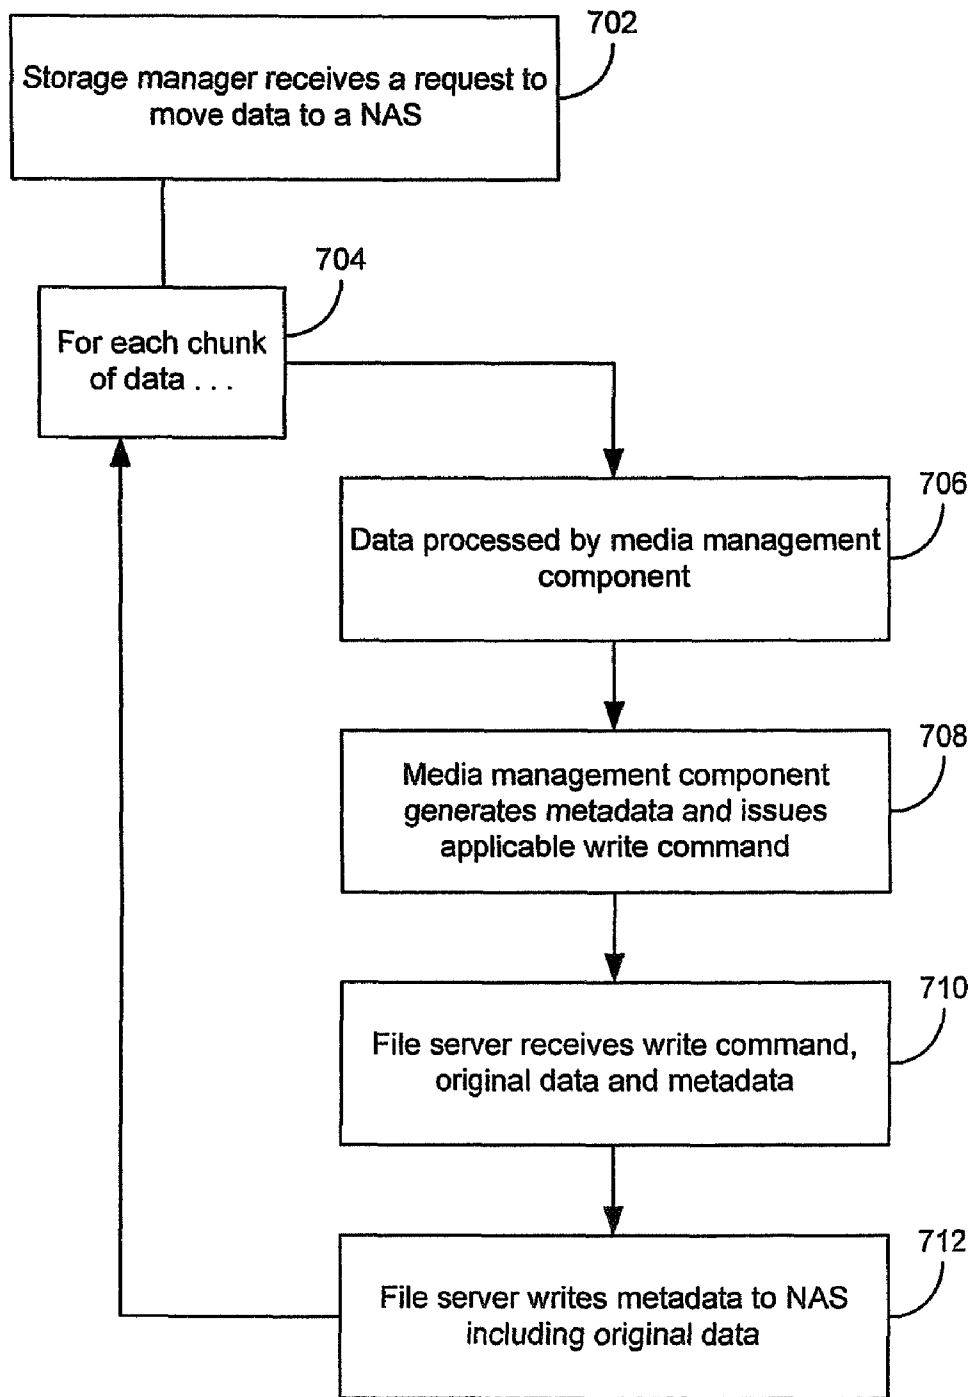 702
Storage manager receives a request to
move data to a NAS
704
For each chunk
of data . . .
706
Data processed by media management
component
708
Media management component
generates metadata and issues
applicable write command
710
File server receives write command,
original data and metadata
712
File server writes metadata to NAS
including original data